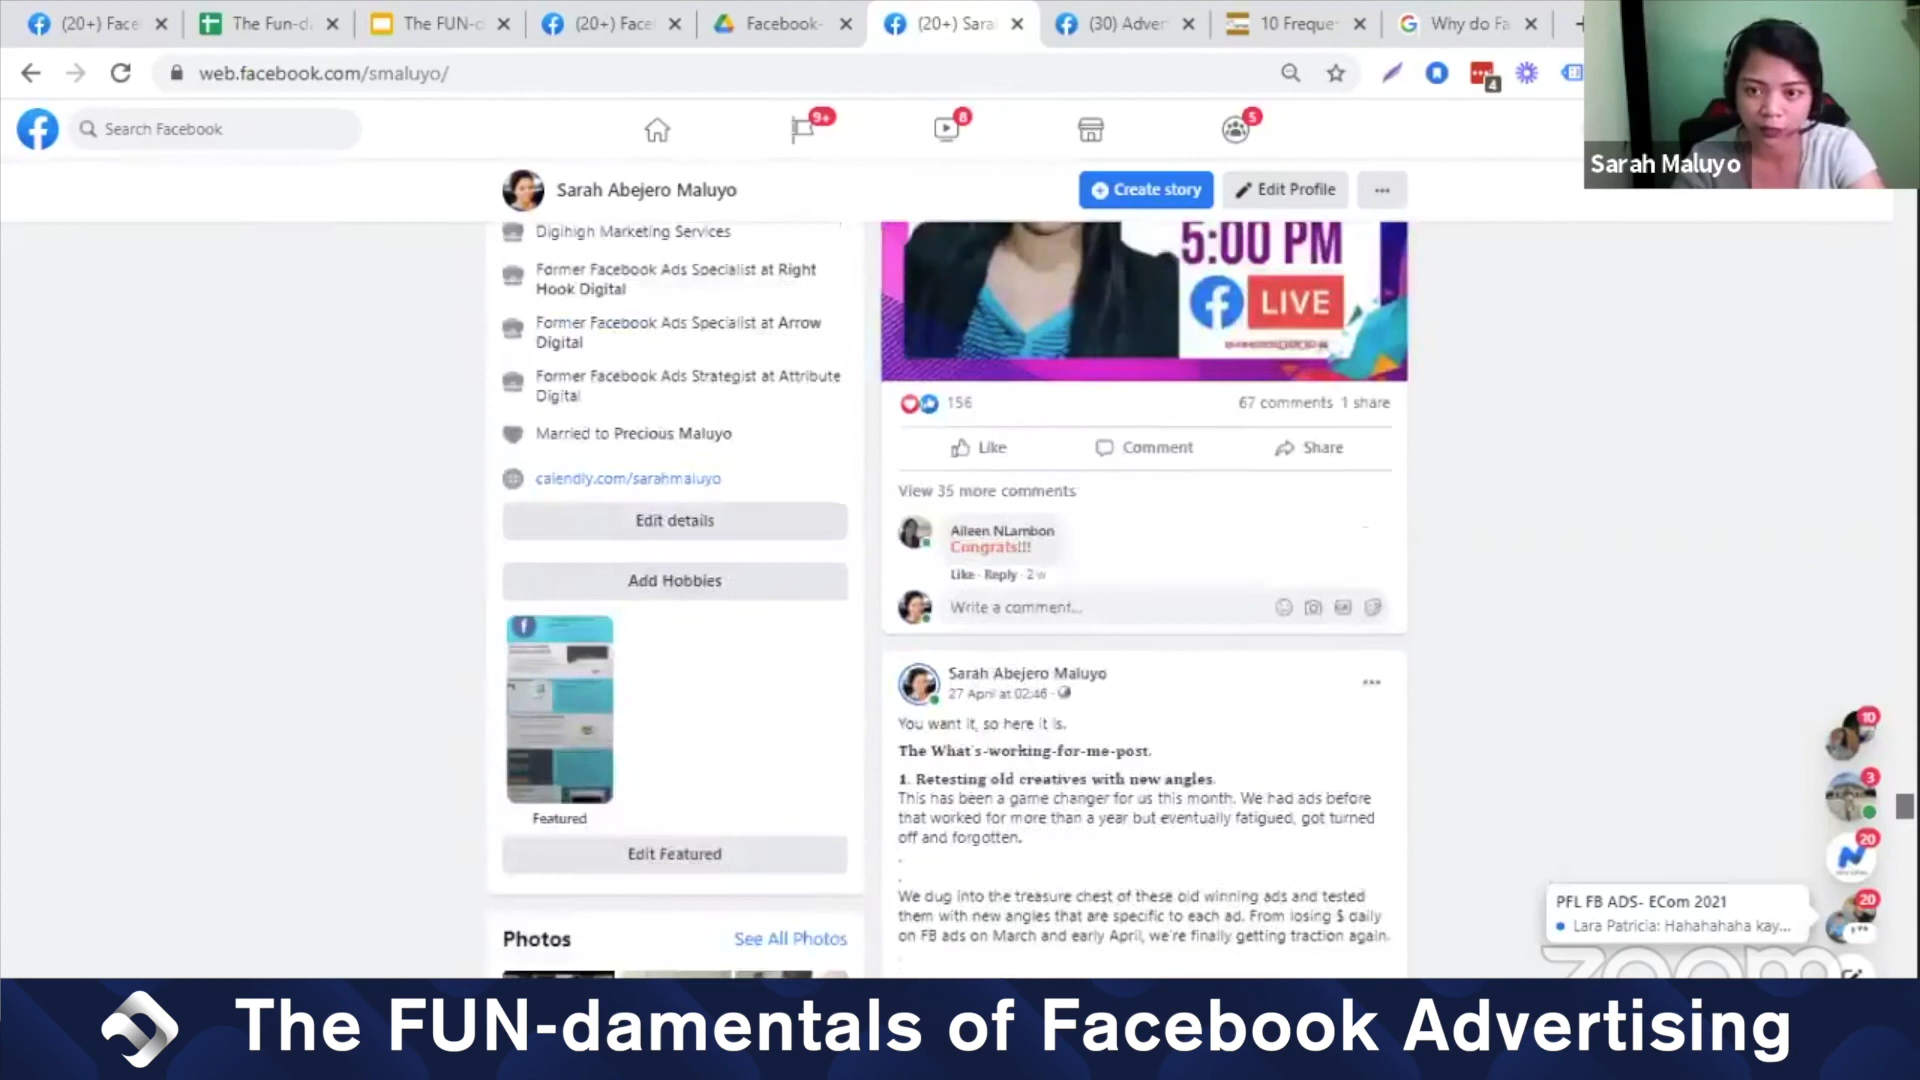 (20+) Face
The Fun-d
The FUN-d
(20+) Face
Facebook-
(20+) Sara
(30) Adver
10 Freque
Why do Fa
web.facebook.com/smaluyo/
4
Search Facebook
9+
8
5
Sarah Maluyo
Sarah Abejero Maluyo
Create story
Edit Profile
Digihigh Marketing Services
Former Facebook Ads Specialist at Right
Hook Digital
Former Facebook Ads Specialist at Arrow
Digital
Former Facebook Ads Strategist at Attribute
Digital
Married to Precious Maluyo
calendly.com/sarahmaluyo
Edit details
Add Hobbies
Featured
Edit Featured
Photos
See All Photos
5:00 PM
LIVE
156
67 comments 1 share
Like
Comment
Share
View 35 more comments
Aileen NLambon
Congrats!!!
Like · Reply · 2 w
Write a comment...
Sarah Abejero Maluyo
27 April at 02:46
You want it, so here it is.
The What's-working-for-me-post.
1. Retesting old creatives with new angles.
This has been a game changer for us this month. We had ads before
that worked for more than a year but eventually fatigued, got turned
off and forgotten.
.
.
We dug into the treasure chest of these old winning ads and tested
them with new angles that are specific to each ad. From losing $ daily
on FB ads on March and early April, we're finally getting traction again.
10
3
20
20
PFL FB ADS- ECom 2021
Lara Patricia: Hahahahaha kay...
zoom
The FUN-damentals of Facebook Advertising